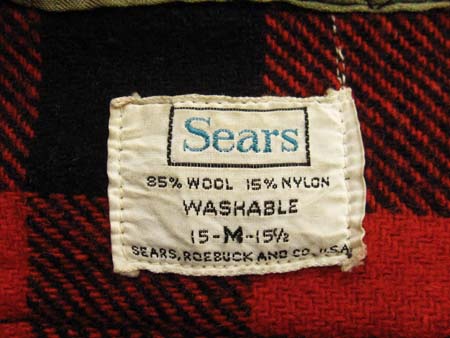 Sears
85% WOOL 15% NYLON
WASHABLE
15-M-15½
SEARS, ROEBUCK AND CO., U.S.A.